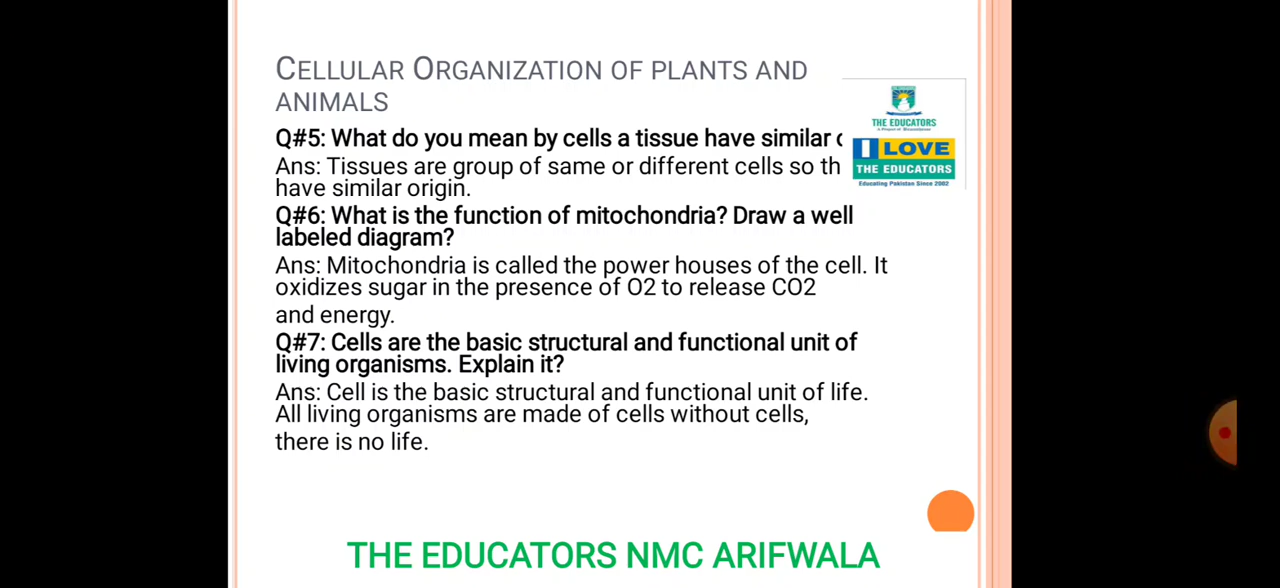 CELLULAR ORGANIZATION OF PLANTS AND
ANIMALS
Q#5: What do you mean by cells a tissue have similar
Ans: Tissues are group of same or different cells so th
have similar origin.
Q#6: What is the function of mitochondria? Draw a well
labeled diagram?
Ans: Mitochondria is called the power houses of the cell. It
oxidizes sugar in the presence of O2 to release CO2
and energy.
Q#7: Cells are the basic structural and functional unit of
living organisms. Explain it?
Ans: Cell is the basic structural and functional unit of life.
All living organisms are made of cells without cells,
there is no life.
THE EDUCATORS
A Project of Beaconhouse
I LOVE
THE EDUCATORS
Educating Pakistan Since 2002
THE EDUCATORS NMC ARIFWALA